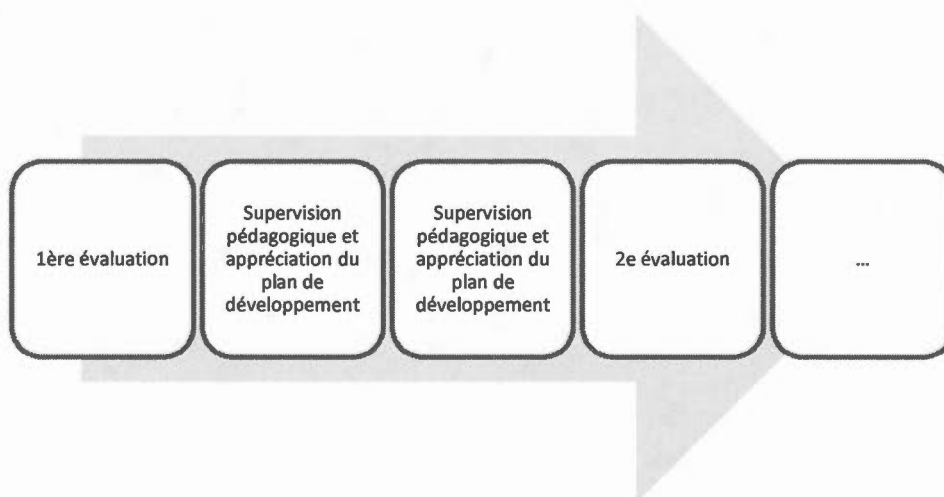 1ère évaluation
Supervision
pédagogique et
appréciation du
plan de
développement
Supervision
pédagogique et
appréciation du
plan de
développement
2e évaluation
...